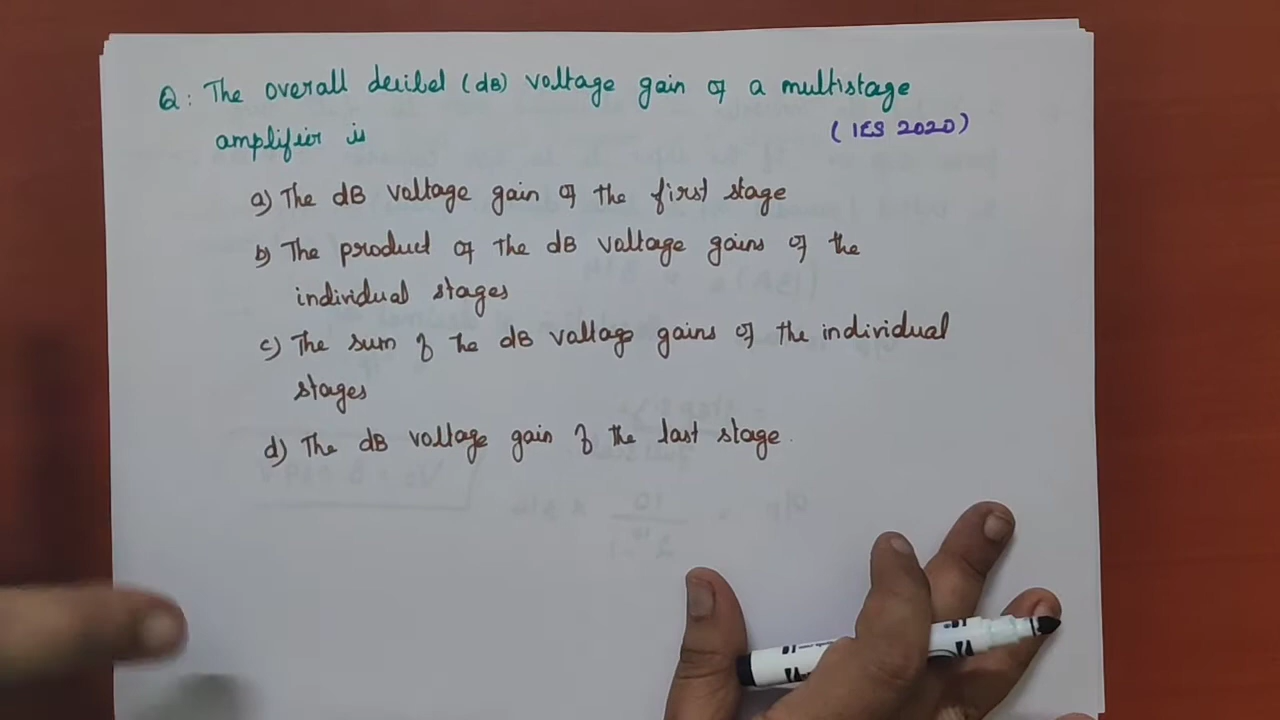 Q: The overall decibel (dB) voltage gain of a multistage
amplifier is
(IES 2020)
a) The dB voltage gain of the first stage
b) The product of the dB voltage gains of the
individual stages
c) The sum of the dB voltage gains of the individual
stages
d) The dB voltage gain of the last stage.